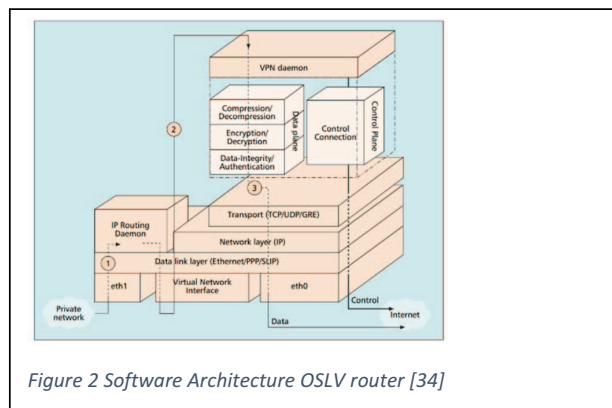 VPN daemon
Compression/
Decompression
Encryption/
Decryption
Data-Integrity/
Authentication
Data plane
Control
Connection
Control Plane
2
3
Transport (TCP/UDP/GRE)
IP Routing
Daemon
Network layer (IP)
1
Data link layer (Ethernet/PPP/SLIP)
eth1
Virtual Network
Interface
eth0
Private
network
Control
Internet
Data
Figure 2 Software Architecture OSLV router [34]